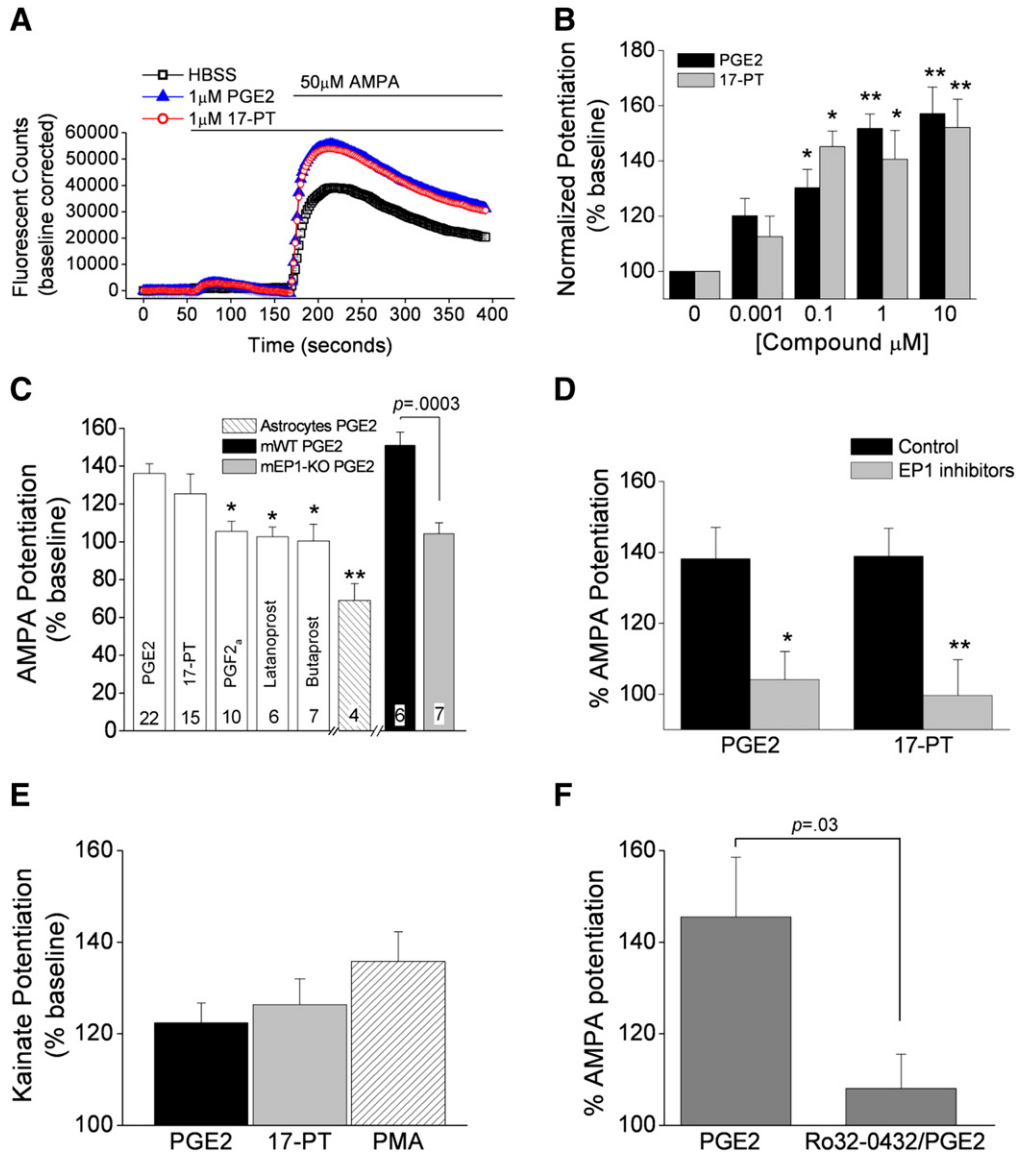 A
HBSS
1μM PGE2
1μM 17-PT
50μM AMPA
Fluorescent Counts
(baseline corrected)
60000
50000
40000
30000
20000
10000
0
0 50 100 150 200 250 300 350 400
Time (seconds)
B
PGE2
17-PT
Normalized Potentiation
(% baseline)
180
160
140
120
100
* * ** * ** **
0 0.001 0.1 1 10
[Compound μM]
C
p=.0003
Astrocytes PGE2
mWT PGE2
mEP1-KO PGE2
AMPA Potentiation
(% baseline)
160
140
120
100
80
60
40
20
0
* * * **
PGE2
17-PT
PGF2a
Latanoprost
Butaprost
22 15 10 6 7 4 6 7
D
Control
EP1 inhibitors
% AMPA Potentiation
160
140
120
100
* **
PGE2 17-PT
E
Kainate Potentiation
(% baseline)
160
140
120
100
PGE2 17-PT PMA
F
p=.03
% AMPA potentiation
160
140
120
100
PGE2 Ro32-0432/PGE2